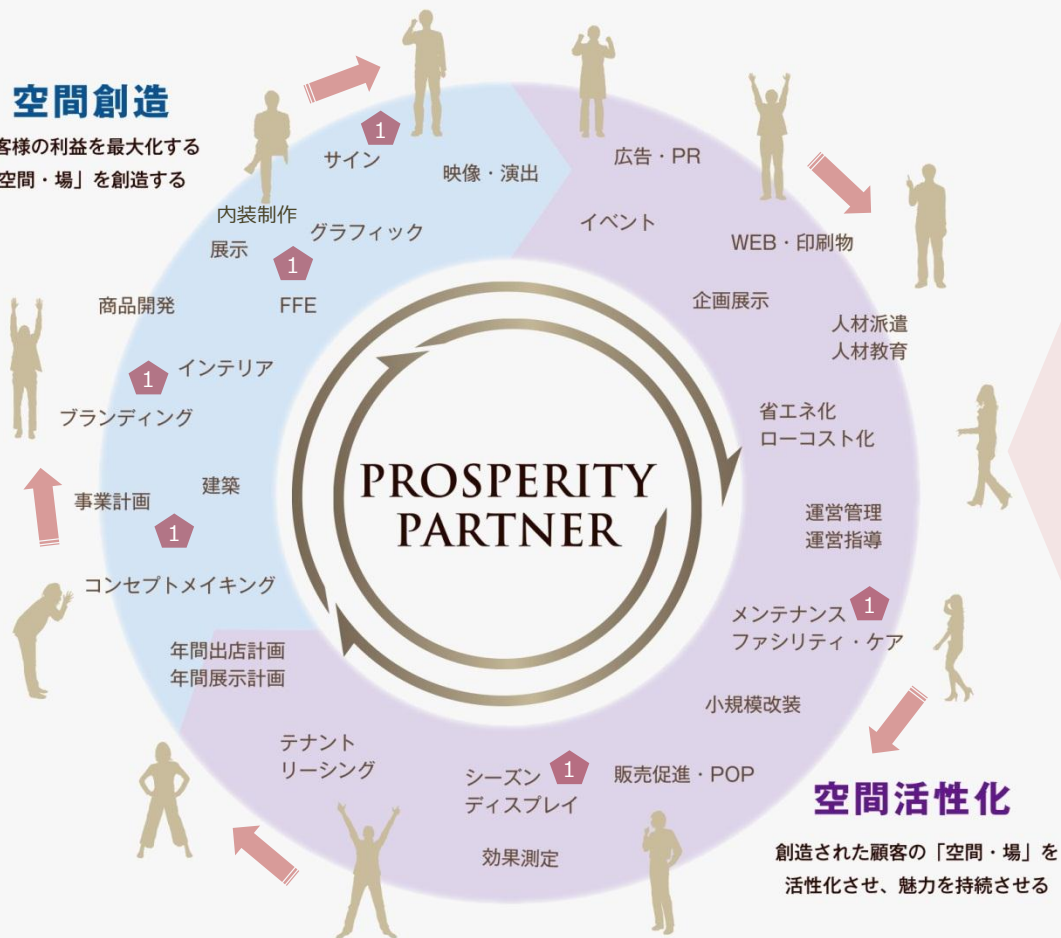 空間創造
客様の利益を最大化する
空間・場」を創造する
サイン
1
映像・演出
内装制作
グラフィック
展示
1
商品開発
FFE
インテリア
1
ブランディング
建築
事業計画
1
コンセプトメイキング
広告・PR
イベント
WEB・印刷物
企画展示
人材派遣
人材教育
省エネ化
ローコスト化
運営管理
運営指導
メンテナンス
1
ファシリティ・ケア
小規模改装
販売促進・POP
シーズン
1
ディスプレイ
効果測定
テナント
リーシング
年間出店計画
年間展示計画
PROSPERITY
PARTNER
空間活性化
創造された顧客の「空間・場」を
活性化させ、魅力を持続させる